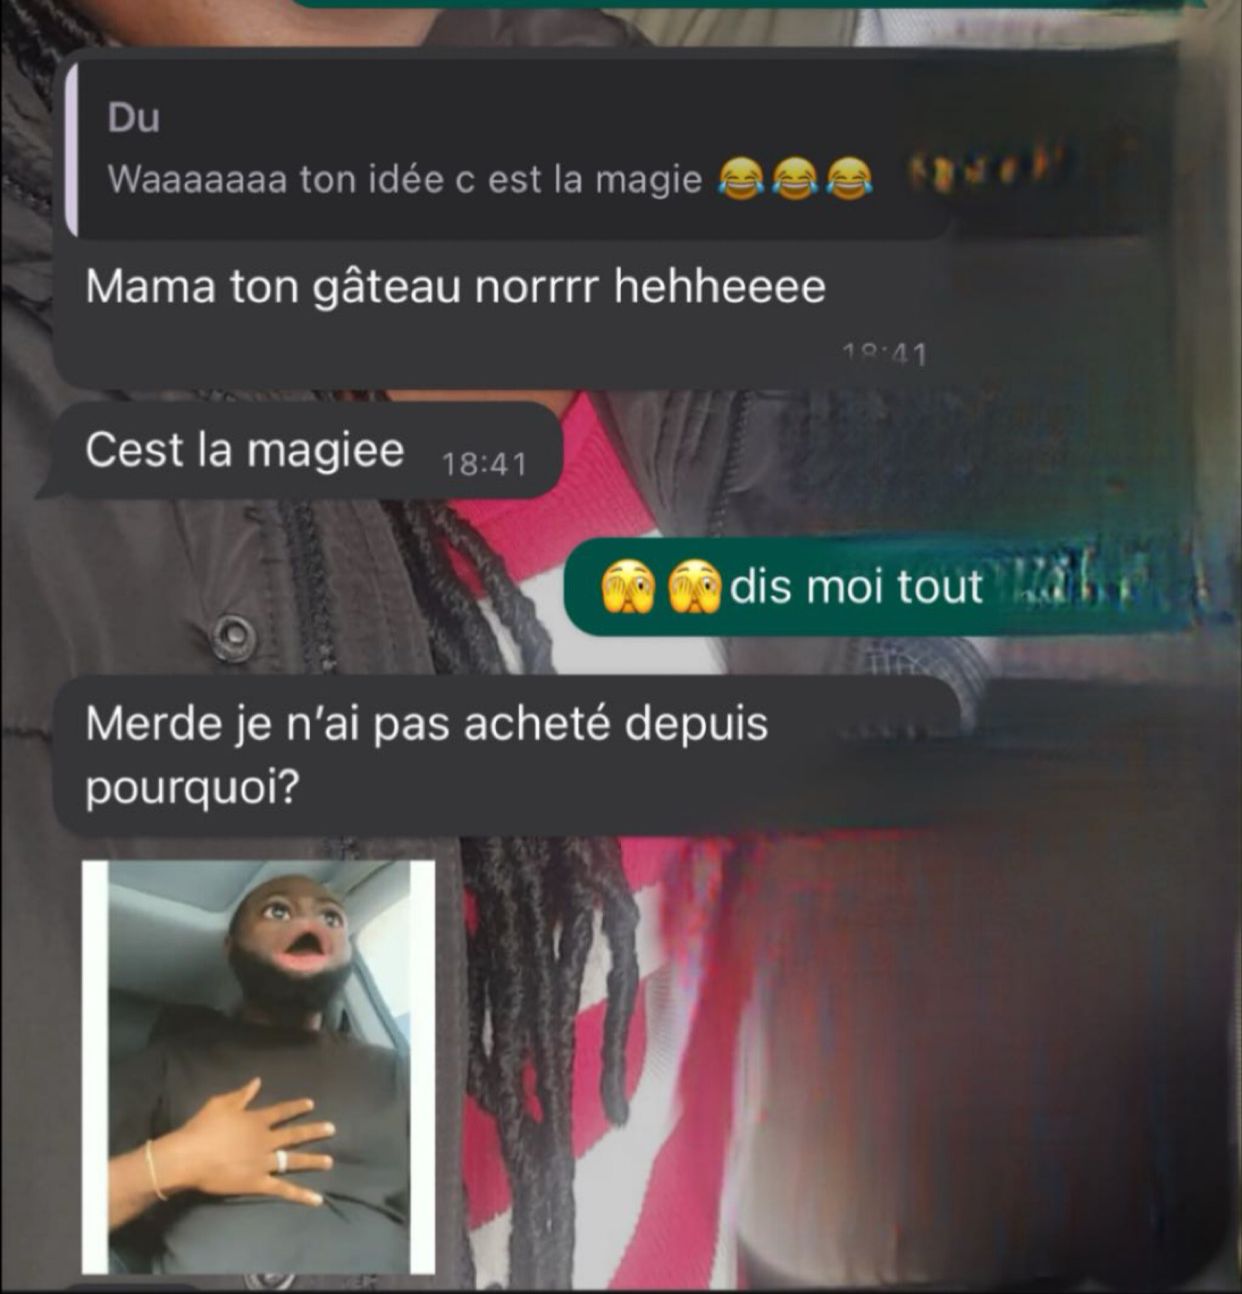 Du
Waaaaaaa ton idée c est la magie 😂😂😂
Mama ton gâteau norrrr hehheeee
18:41
Cest la magiee 18:41
🫣🫣dis moi tout
Merde je n’ai pas acheté depuis
pourquoi?